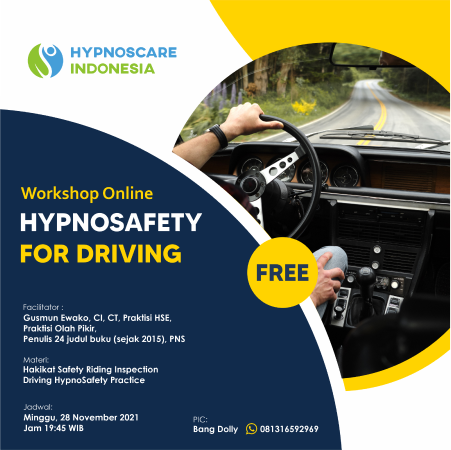 HYPNOSCARE
INDONESIA
Workshop Online
HYPNOSAFETY
FOR DRIVING
FREE
Facilitator :
Gusmun Ewako, CI, CT, Praktisi HSE,
Praktisi Olah Pikir,
Penulis 24 judul buku (sejak 2015), PNS
Materi:
Hakikat Safety Riding Inspection
Driving HypnoSafety Practice
Jadwal:
Minggu, 28 November 2021
Jam 19:45 WIB
PIC:
Bang Dolly 081316592969